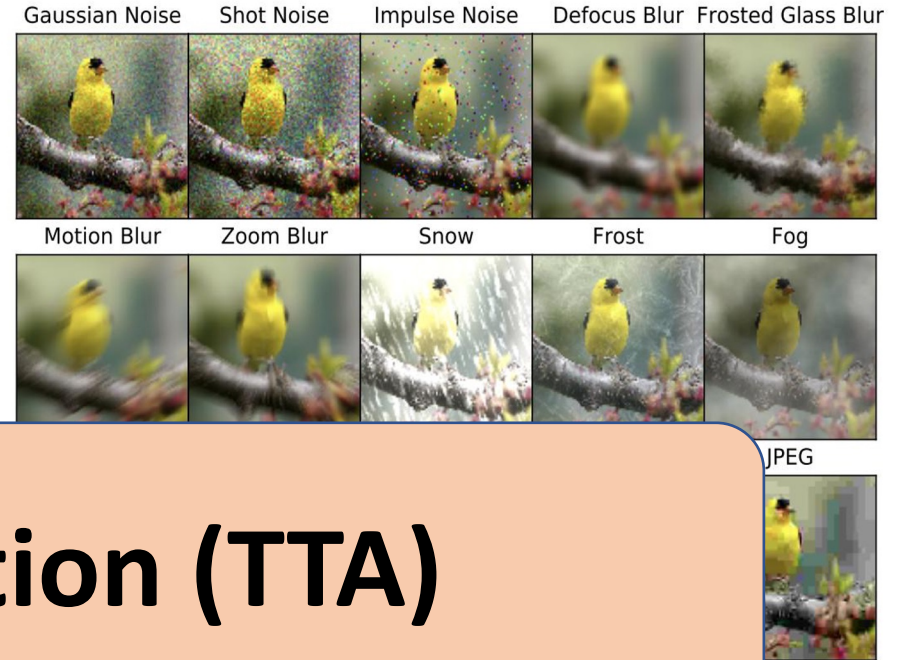 Gaussian Noise Shot Noise Impulse Noise Defocus Blur Frosted Glass Blur
Motion Blur Zoom Blur Snow Frost Fog
JPEG
tion (TTA)